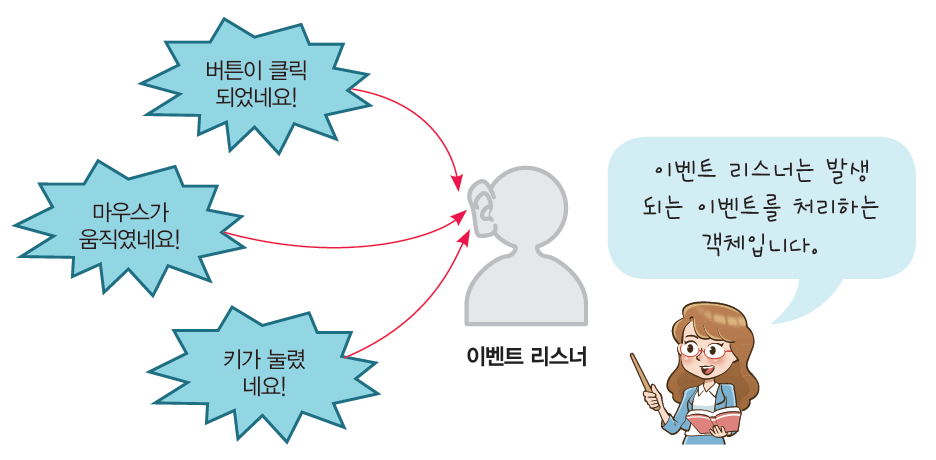 버튼이 클릭
되었네요!
마우스가
움직였네요!
키가 눌렸
네요!
이벤트 리스너
이벤트 리스너는 발생
되는 이벤트를 처리하는
객체입니다.